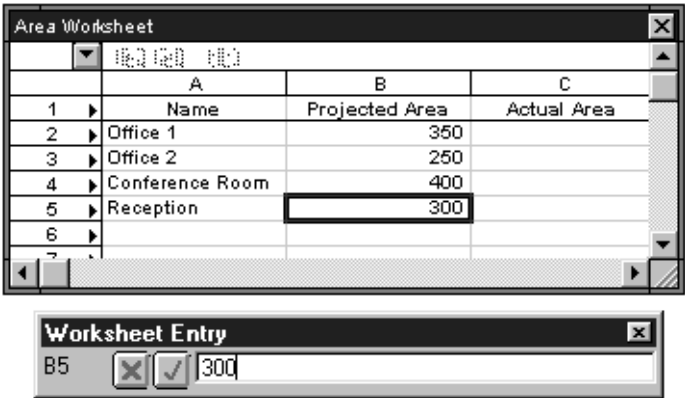 Area Worksheet
A B C
1 Name Projected Area Actual Area
2 Office 1 350
3 Office 2 250
4 Conference Room 400
5 Reception 300
6
Worksheet Entry
B5 300